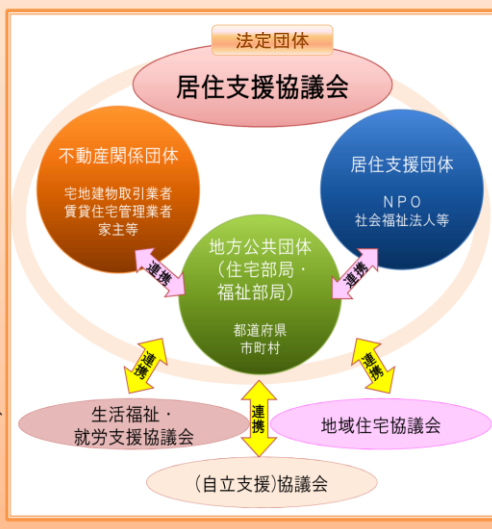 法定団体
居住支援協議会
不動産関係団体
宅地建物取引業者
賃貸住宅管理業者
家主等
居住支援団体
NPO
社会福祉法人等
地方公共団体
(住宅部局・
福祉部局)
都道府県
市町村
連携
連携
連携
連携
連携
生活福祉・
就労支援協議会
地域住宅協議会
(自立支援)協議会